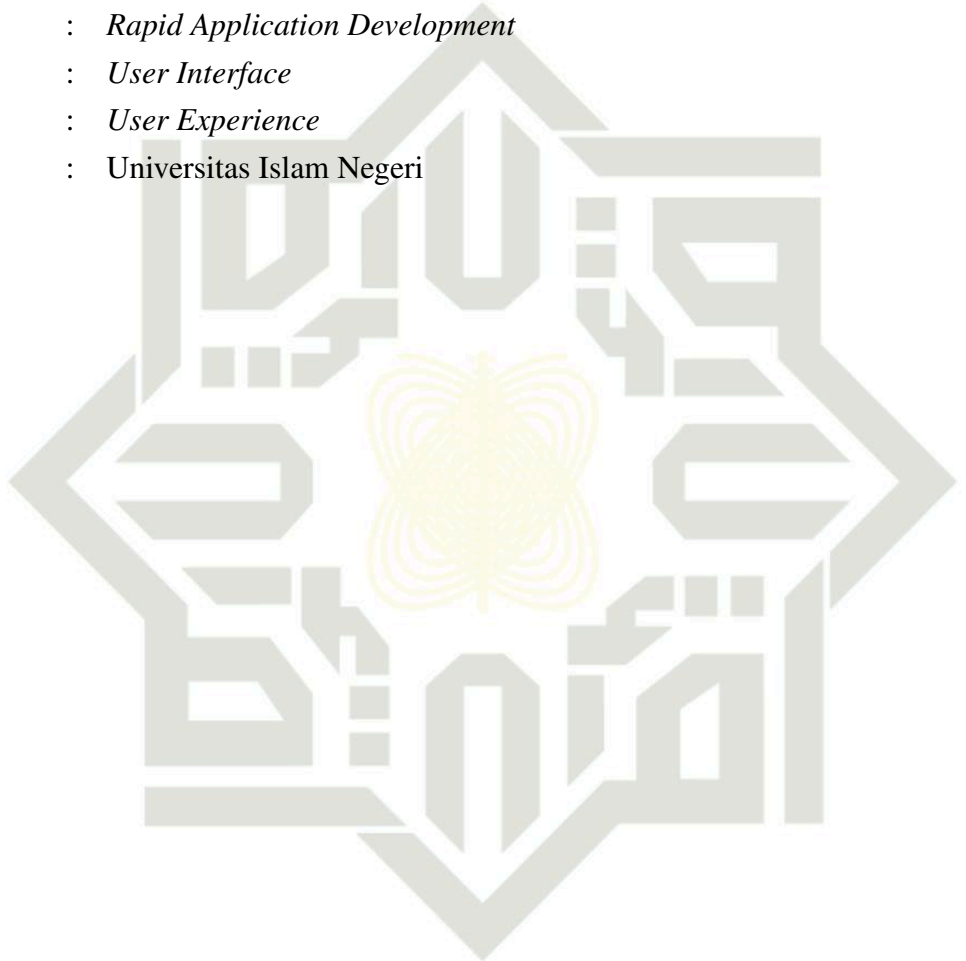 : Rapid Application Development
: User Interface
: User Experience
: Universitas Islam Negeri